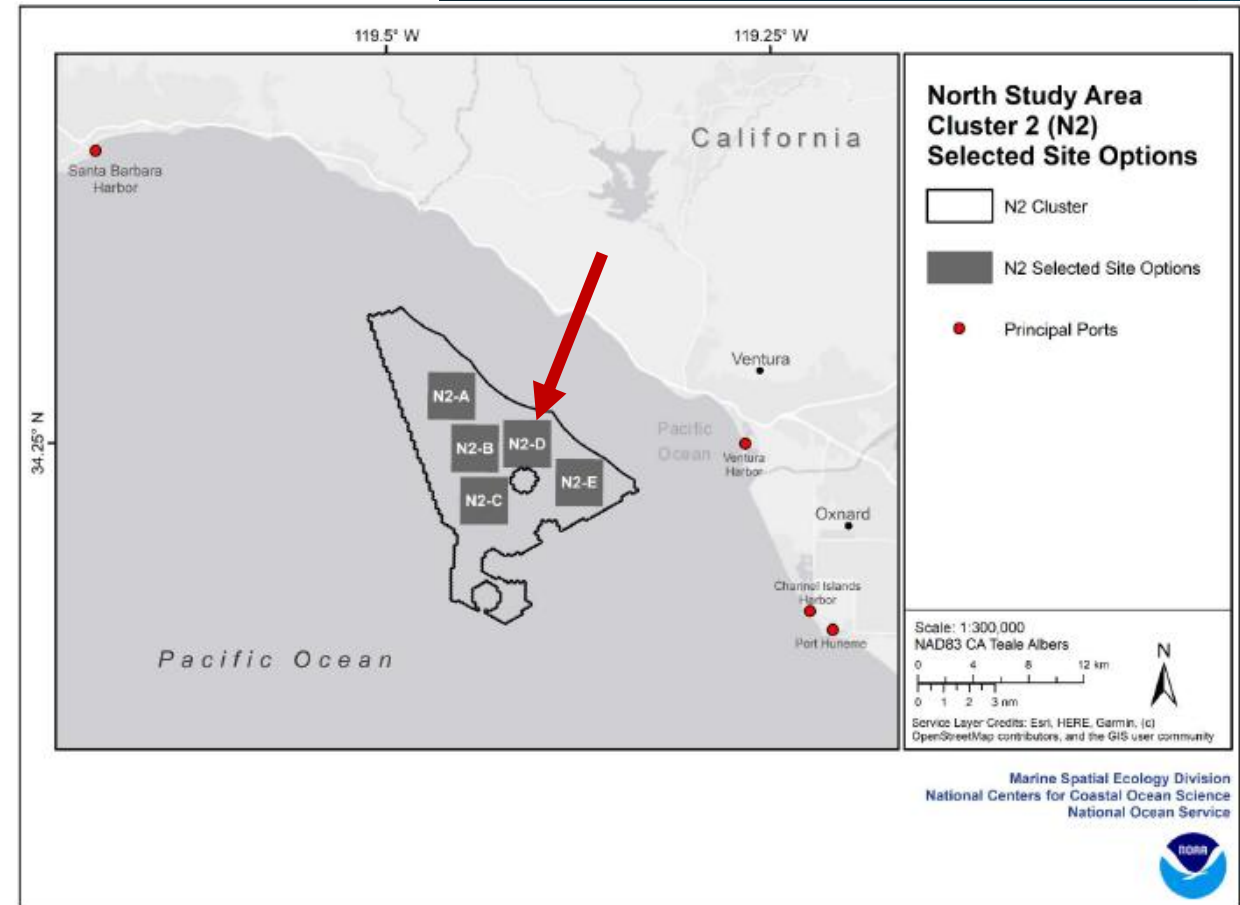 119.5° W
119.25° W
34.25° N
Santa Barbara
Harbor
California
N2-A
N2-B
N2-D
N2-C
N2-E
Ventura
Pacific
Ocean
Ventura
Harbor
Oxnard
Channel Islands
Harbor
Port Hueneme
Pacific Ocean
North Study Area
Cluster 2 (N2)
Selected Site Options
N2 Cluster
N2 Selected Site Options
Principal Ports
Scale: 1:300,000
NAD83 CA Teale Albers
N
0 4 8 12 km
0 1 2 3 nm
Service Layer Credits: Esri, HERE, Garmin, (c)
OpenStreetMap contributors, and the GIS user community
Marine Spatial Ecology Division
National Centers for Coastal Ocean Science
National Ocean Service
NOAA